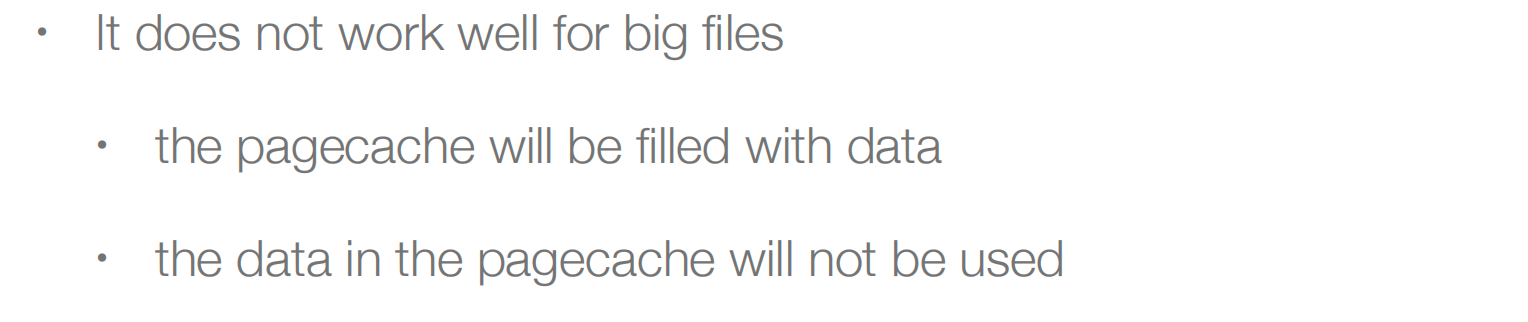 • It does not work well for big files
• the pagecache will be filled with data
• the data in the pagecache will not be used